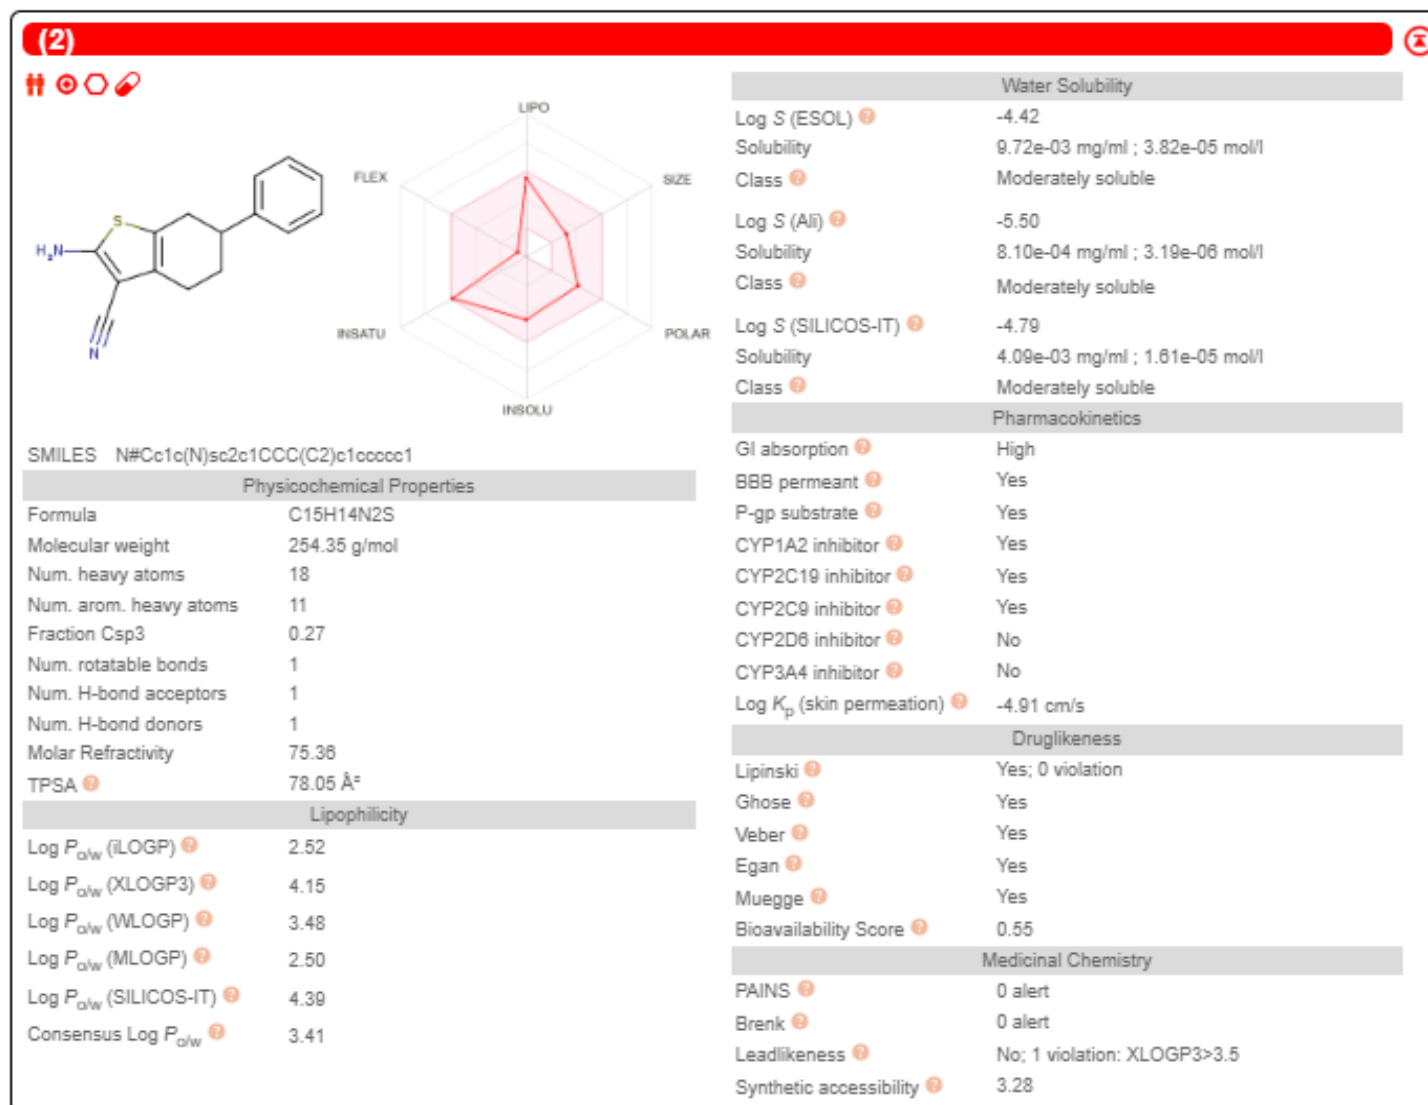 (2)
LIPO
FLEX
SIZE
INSATU
POLAR
INSOLU
S
H₂N
N
SMILES N#Cc1c(N)sc2c1CCC(C2)c1ccccc1
Physicochemical Properties
Formula C15H14N2S
Molecular weight 254.35 g/mol
Num. heavy atoms 18
Num. arom. heavy atoms 11
Fraction Csp3 0.27
Num. rotatable bonds 1
Num. H-bond acceptors 1
Num. H-bond donors 1
Molar Refractivity 75.36
TPSA ? 78.05 Å²
Lipophilicity
Log Po/w (iLOGP) ? 2.52
Log Po/w (XLOGP3) ? 4.15
Log Po/w (WLOGP) ? 3.48
Log Po/w (MLOGP) ? 2.50
Log Po/w (SILICOS-IT) ? 4.39
Consensus Log Po/w ? 3.41
Water Solubility
Log S (ESOL) ? -4.42
Solubility 9.72e-03 mg/ml ; 3.82e-05 mol/l
Class ? Moderately soluble
Log S (Ali) ? -5.50
Solubility 8.10e-04 mg/ml ; 3.19e-06 mol/l
Class ? Moderately soluble
Log S (SILICOS-IT) ? -4.79
Solubility 4.09e-03 mg/ml ; 1.61e-05 mol/l
Class ? Moderately soluble
Pharmacokinetics
GI absorption ? High
BBB permeant ? Yes
P-gp substrate ? Yes
CYP1A2 inhibitor ? Yes
CYP2C19 inhibitor ? Yes
CYP2C9 inhibitor ? Yes
CYP2D6 inhibitor ? No
CYP3A4 inhibitor ? No
Log Kp (skin permeation) ? -4.91 cm/s
Druglikeness
Lipinski ? Yes; 0 violation
Ghose ? Yes
Veber ? Yes
Egan ? Yes
Muegge ? Yes
Bioavailability Score ? 0.55
Medicinal Chemistry
PAINS ? 0 alert
Brenk ? 0 alert
Leadlikeness ? No; 1 violation: XLOGP3>3.5
Synthetic accessibility ? 3.28